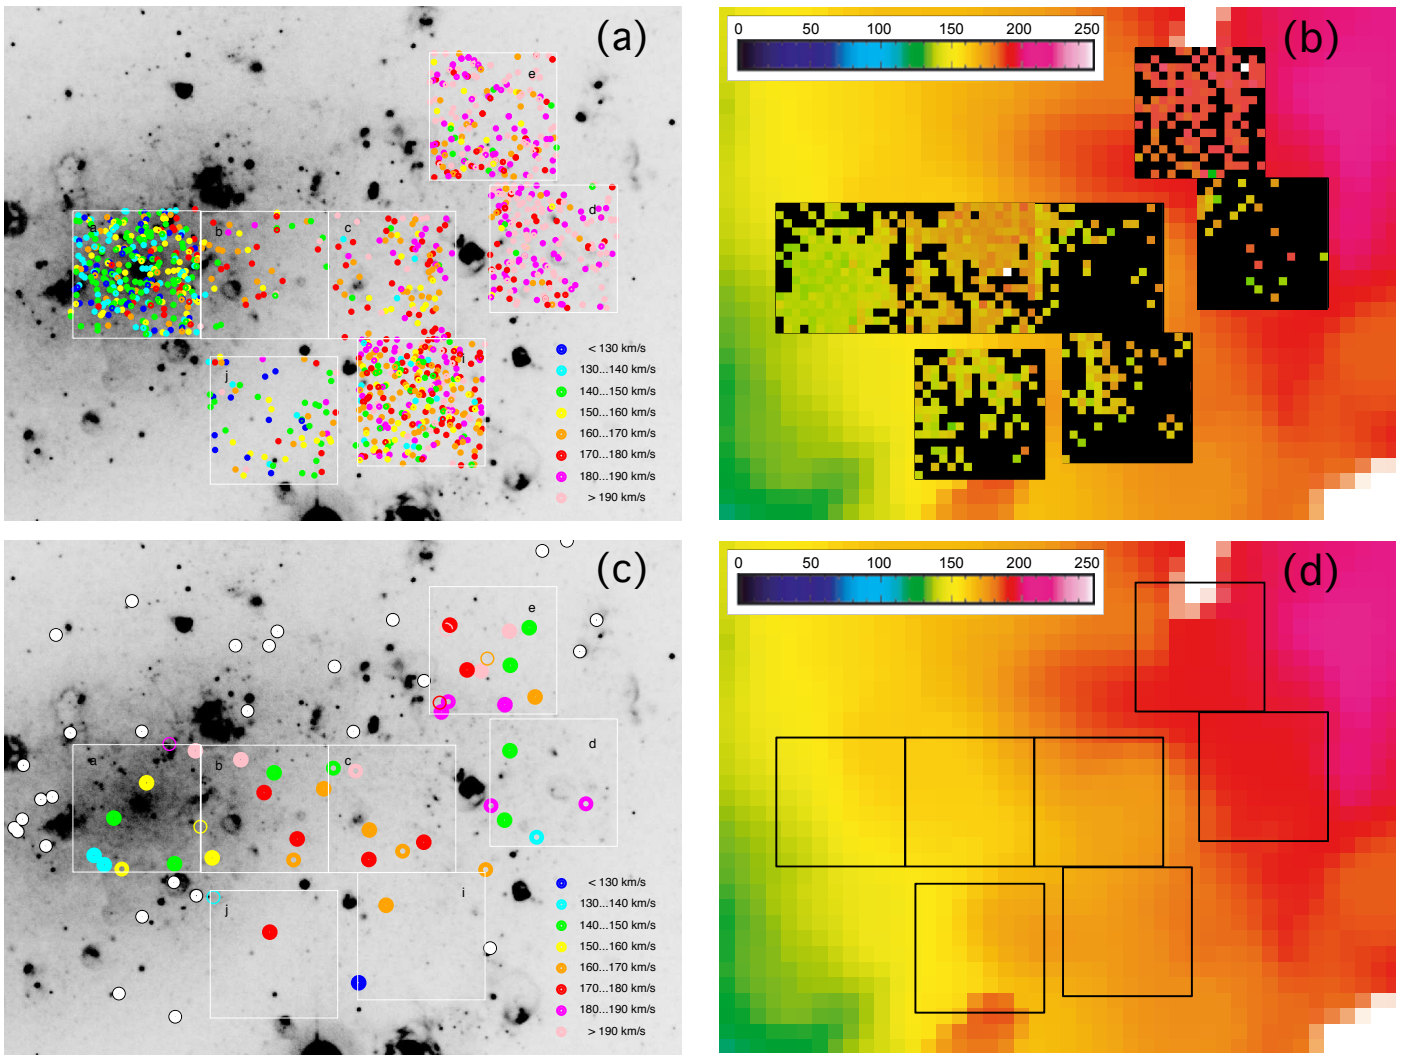 (a)
e
d
a
b
c
i
j
< 130 km/s
130...140 km/s
140...150 km/s
150...160 km/s
160...170 km/s
170...180 km/s
180...190 km/s
> 190 km/s
0 50 100 150 200 250
(b)
(c)
e
d
a
b
c
i
j
< 130 km/s
130...140 km/s
140...150 km/s
150...160 km/s
160...170 km/s
170...180 km/s
180...190 km/s
> 190 km/s
0 50 100 150 200 250
(d)